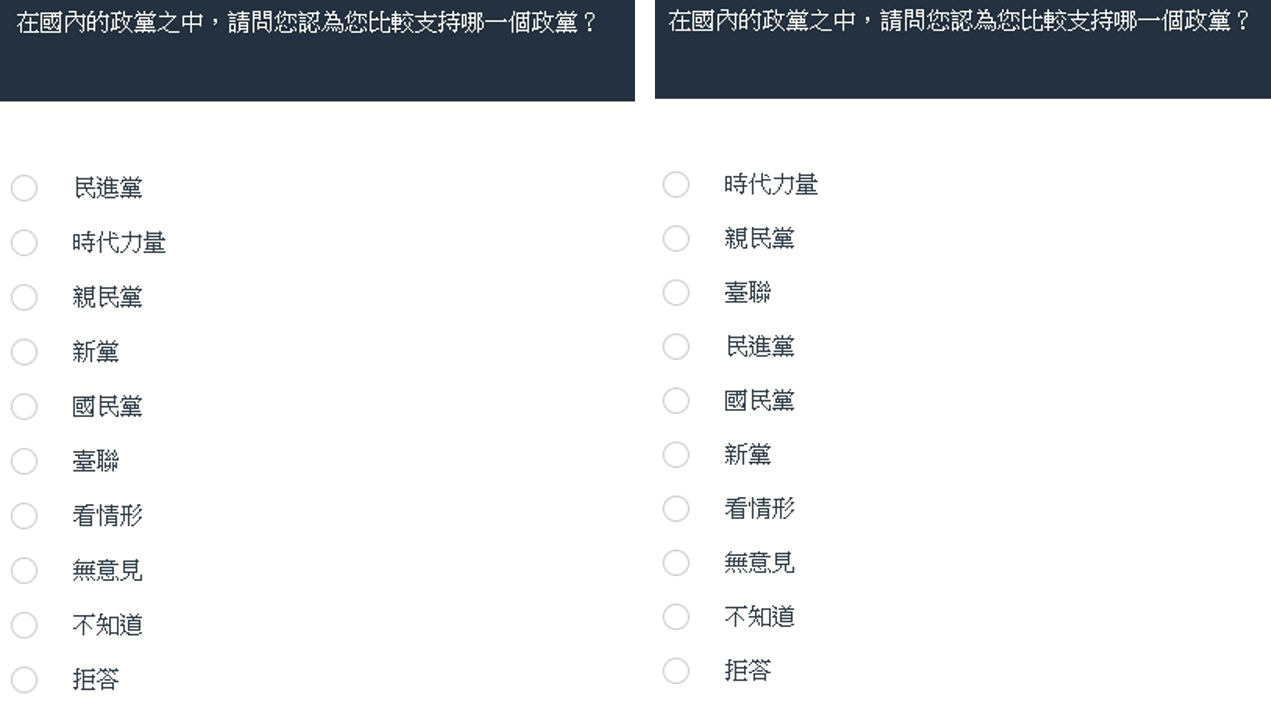 在國內的政黨之中，請問您認為您比較支持哪一個政黨？
民進黨
時代力量
親民黨
新黨
國民黨
臺聯
看情形
無意見
不知道
拒答
在國內的政黨之中，請問您認為您比較支持哪一個政黨？
時代力量
親民黨
臺聯
民進黨
國民黨
新黨
看情形
無意見
不知道
拒答